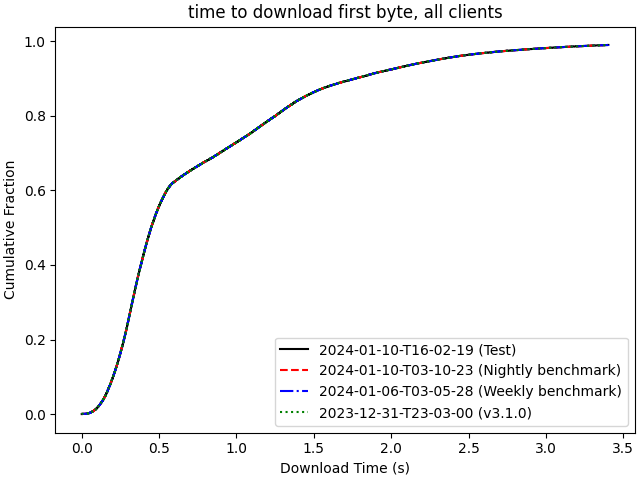 time to download first byte, all clients
Cumulative Fraction
1.0
0.8
0.6
0.4
0.2
0.0
2024-01-10-T16-02-19 (Test)
2024-01-10-T03-10-23 (Nightly benchmark)
2024-01-06-T03-05-28 (Weekly benchmark)
2023-12-31-T23-03-00 (v3.1.0)
0.0 0.5 1.0 1.5 2.0 2.5 3.0 3.5
Download Time (s)